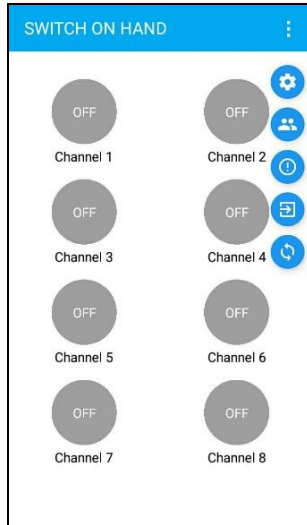 SWITCH ON HAND
OFF OFF
Channel 1 Channel 2
OFF OFF
Channel 3 Channel 4
OFF OFF
Channel 5 Channel 6
OFF OFF
Channel 7 Channel 8